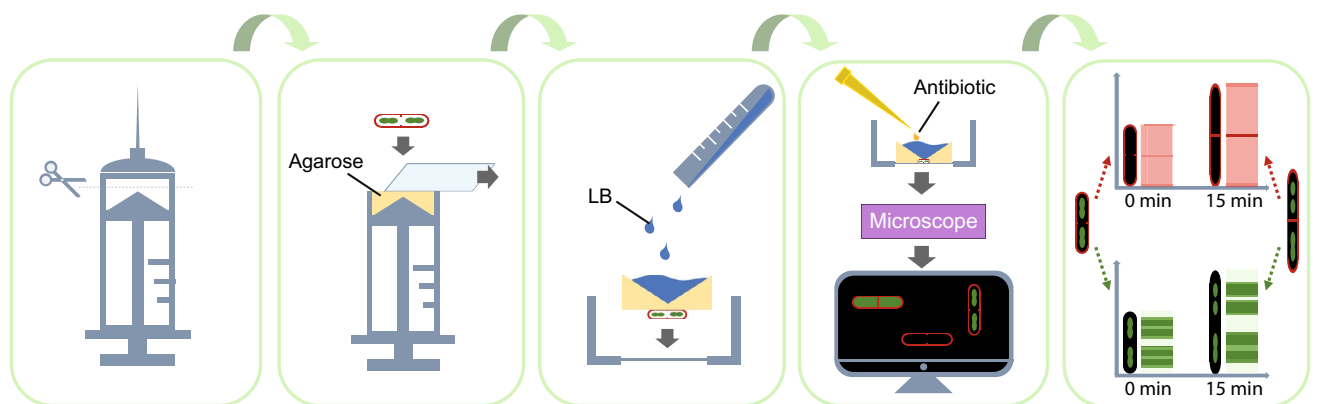 Agarose
LB
Antibiotic
Microscope
0 min
15 min
0 min
15 min